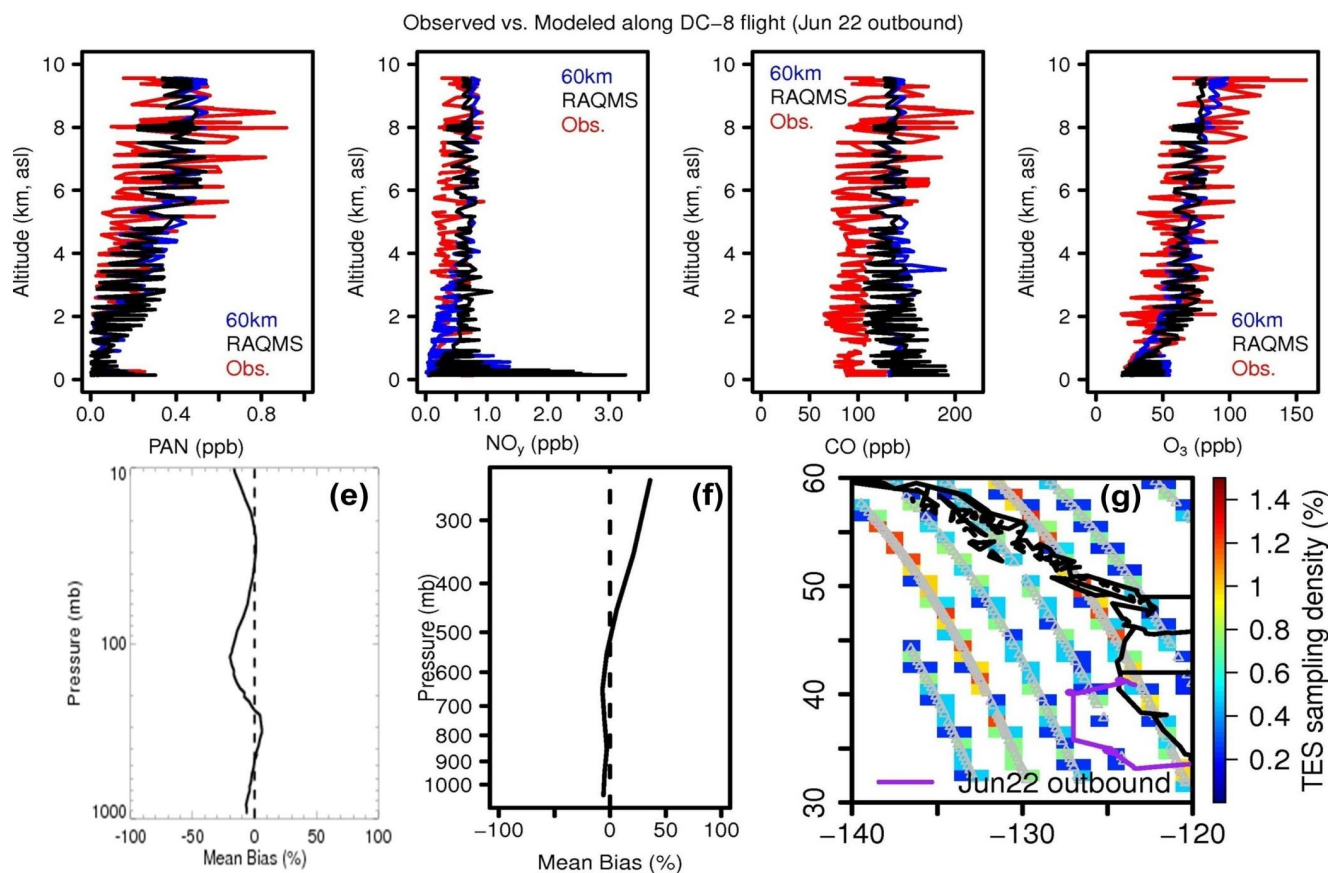 Observed vs. Modeled along DC−8 flight (Jun 22 outbound)
Altitude (km, asl)
10
8
6
4
2
0
60km
RAQMS
Obs.
0.0 0.4 0.8
PAN (ppb)
Altitude (km, asl)
10
8
6
4
2
0
60km
RAQMS
Obs.
0.0 1.0 2.0 3.0
NOy (ppb)
Altitude (km, asl)
10
8
6
4
2
0
60km
RAQMS
Obs.
0 100 200
CO (ppb)
Altitude (km, asl)
10
8
6
4
2
0
60km
RAQMS
Obs.
0 50 100 150
O3 (ppb)
(e)
Pressure (mb)
10
100
1000
-100 -50 0 50 100
Mean Bias (%)
(f)
Pressure (mb)
300
400
500
600
700
800
900
1000
−100 −50 0 50 100
Mean Bias (%)
(g)
60
50
40
30
Jun22 outbound
−140 −130 −120
1.4
1.2
1
0.8
0.6
0.4
0.2
TES sampling density (%)